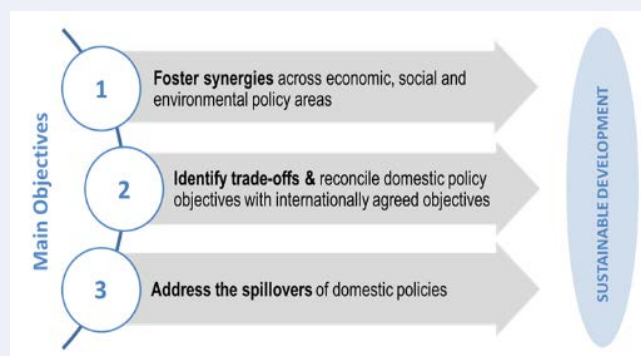 Main Objectives
1
Foster synergies across economic, social and
environmental policy areas
2
Identify trade-offs & reconcile domestic policy
objectives with internationally agreed objectives
3
Address the spillovers of domestic policies
SUSTAINABLE DEVELOPMENT